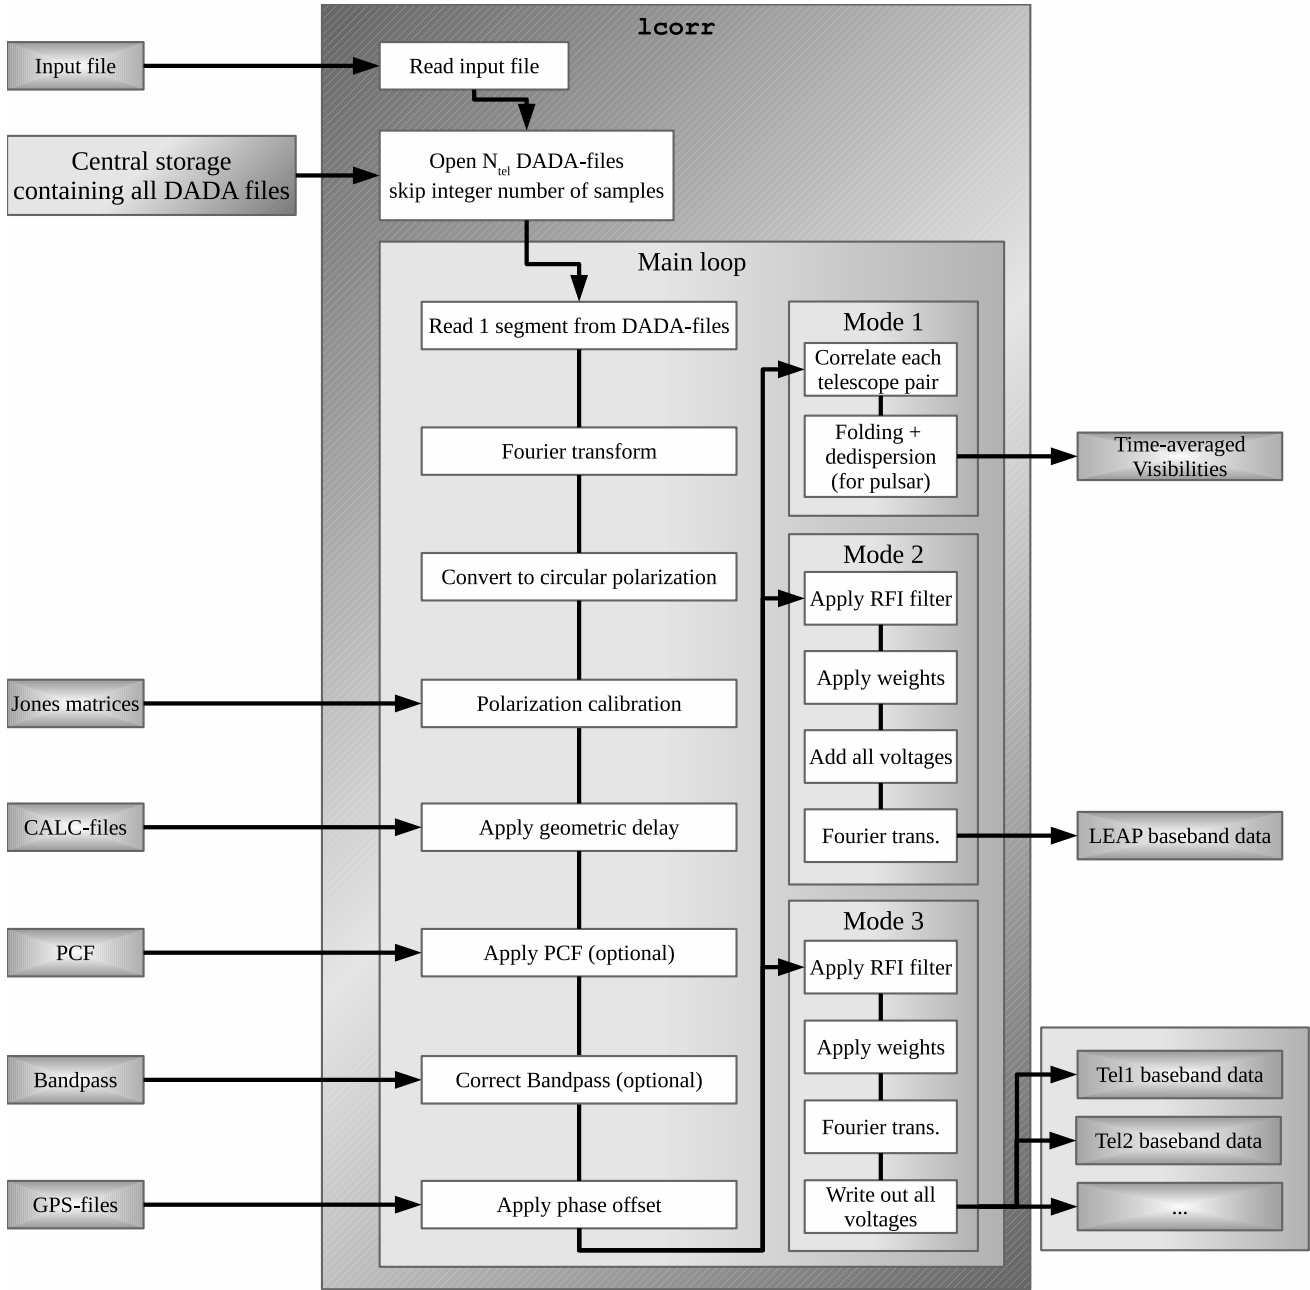 lcorr
Input file
Read input file
Central storage
containing all DADA files
Open Ntel DADA-files
skip integer number of samples
Main loop
Read 1 segment from DADA-files
Fourier transform
Convert to circular polarization
Jones matrices
Polarization calibration
CALC-files
Apply geometric delay
PCF
Apply PCF (optional)
Bandpass
Correct Bandpass (optional)
GPS-files
Apply phase offset
Mode 1
Correlate each
telescope pair
Folding +
dedispersion
(for pulsar)
Time-averaged
Visibilities
Mode 2
Apply RFI filter
Apply weights
Add all voltages
Fourier trans.
LEAP baseband data
Mode 3
Apply RFI filter
Apply weights
Fourier trans.
Write out all
voltages
Tel1 baseband data
Tel2 baseband data
...